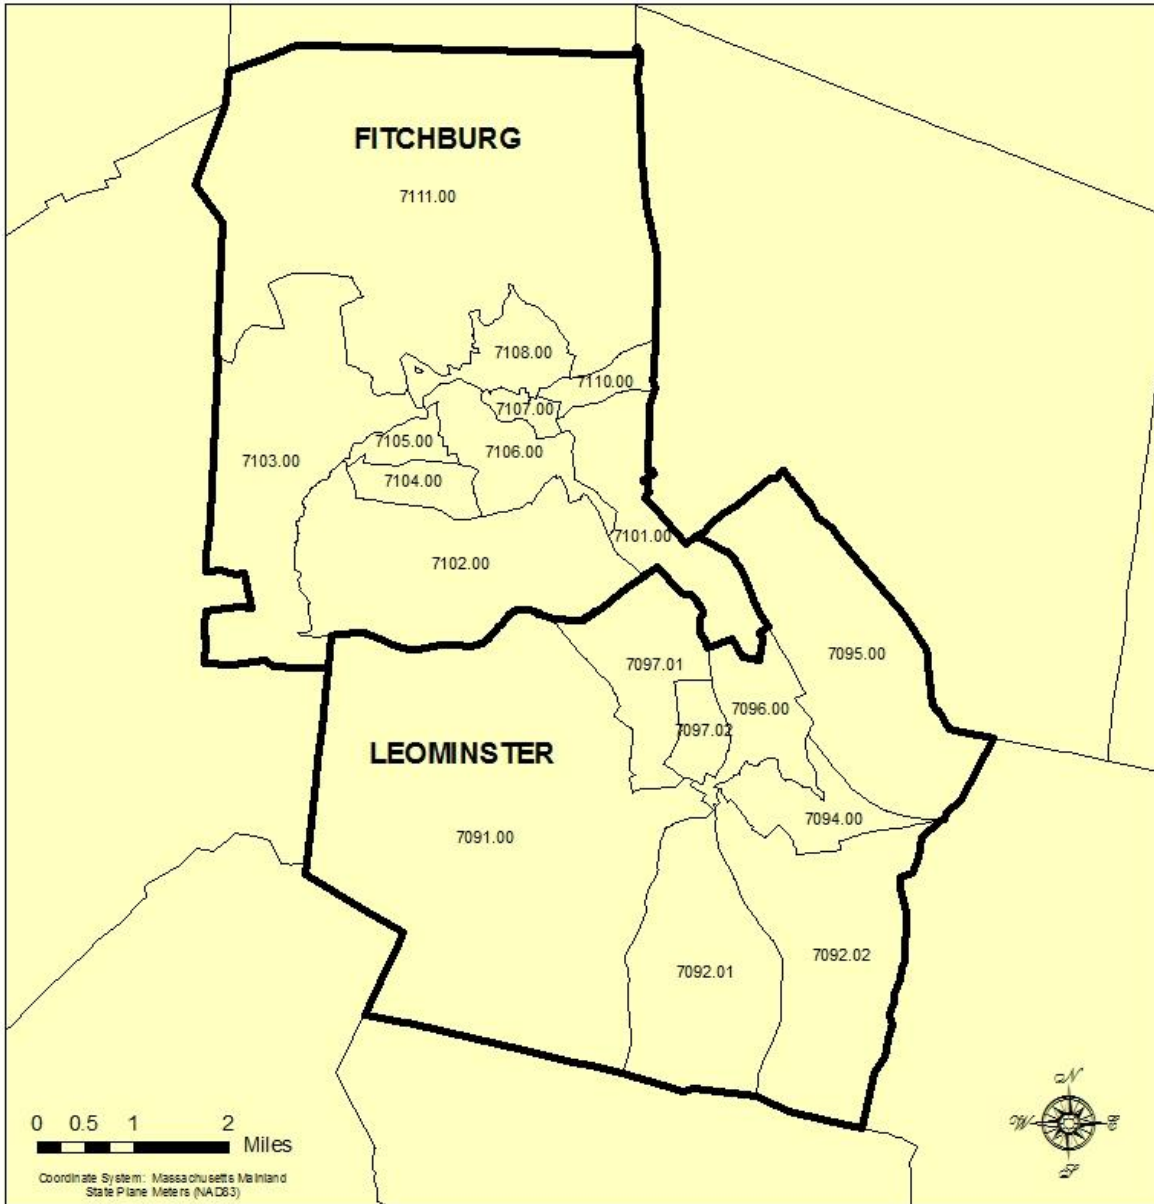 FITCHBURG
7111.00
7108.00
7110.00
7107.00
7105.00
7106.00
7103.00
7104.00
7101.00
7102.00
7095.00
7097.01
7096.00
7097.02
LEOMINSTER
7094.00
7091.00
7092.02
7092.01
N
W E
S
0 0.5 1 2
Miles
Coordinate System: Massachusetts Mainland
State Plane Meters (NAD83)